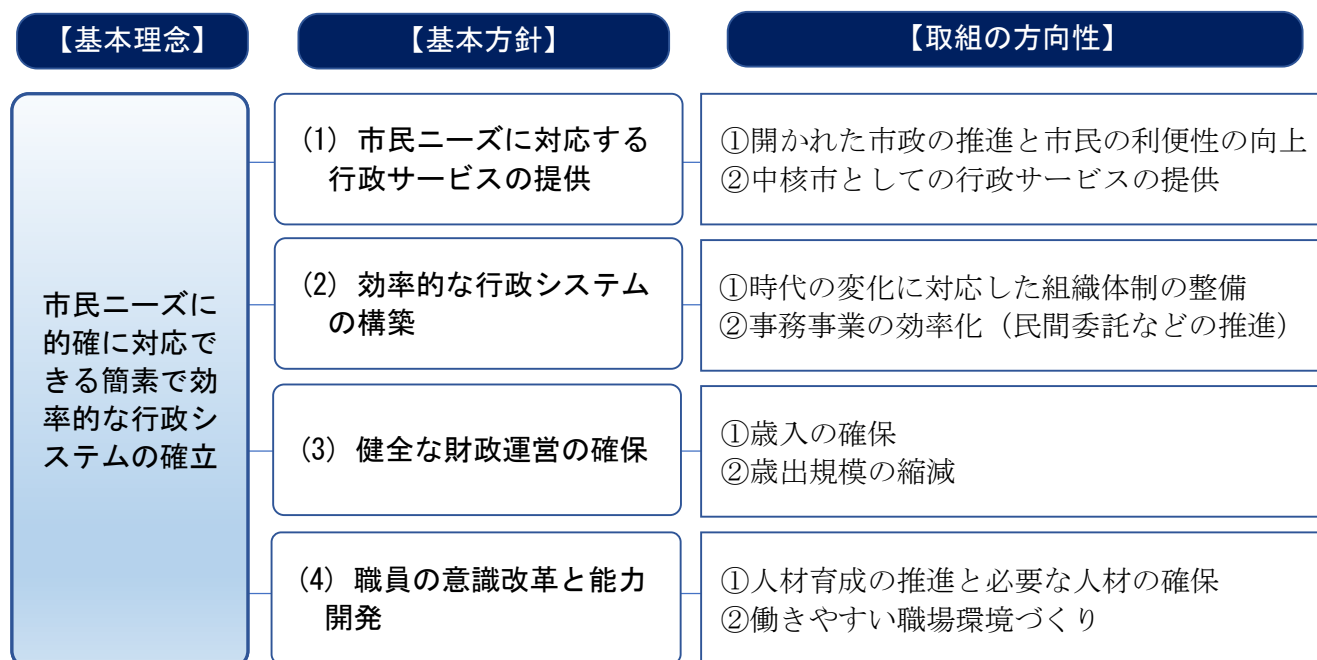 【基本理念】
【基本方針】
【取組の方向性】
市民ニーズに
的確に対応で
きる簡素で効
率的な行政シ
ステムの確立
(1) 市民ニーズに対応する
行政サービスの提供
①開かれた市政の推進と市民の利便性の向上
②中核市としての行政サービスの提供
(2) 効率的な行政システム
の構築
①時代の変化に対応した組織体制の整備
②事務事業の効率化（民間委託などの推進）
(3) 健全な財政運営の確保
①歳入の確保
②歳出規模の縮減
(4) 職員の意識改革と能力
開発
①人材育成の推進と必要な人材の確保
②働きやすい職場環境づくり